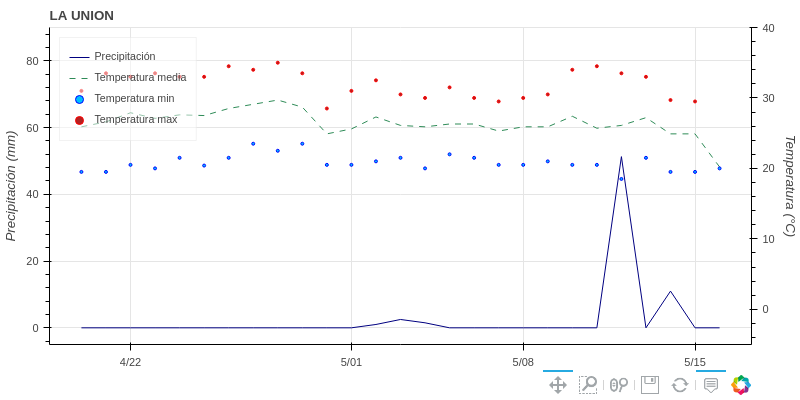 LA UNION
Precipitación
Temperatura media
Temperatura min
Temperatura max
Precipitación (mm)
80
60
40
20
0
Temperatura (°C)
40
30
20
10
0
4/22 5/01 5/08 5/15